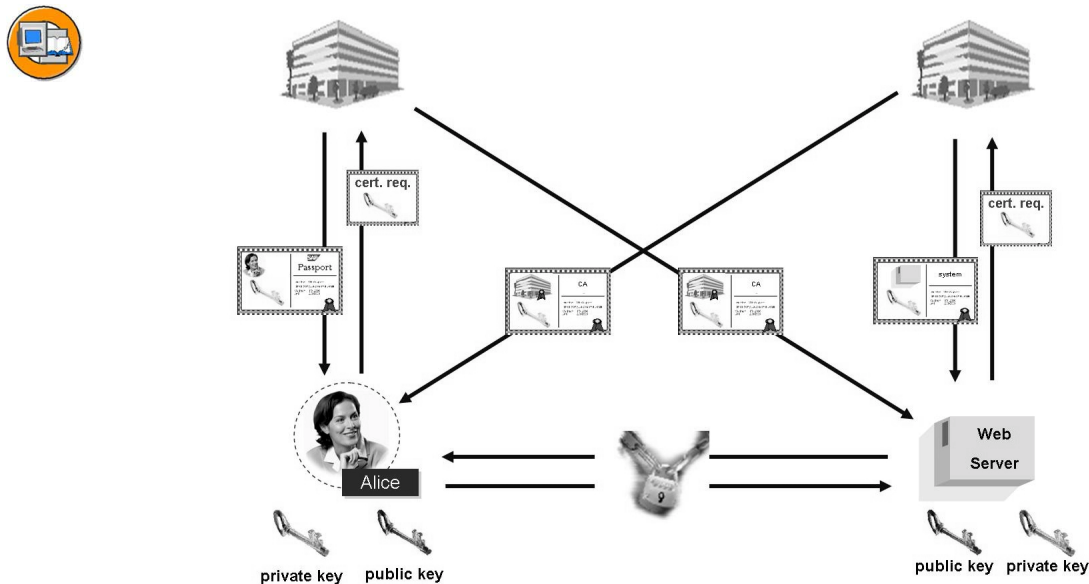 cert. req.
cert. req.
SAP
Passport
CA
CA
system
Web
Server
Alice
private key
public key
public key
private key